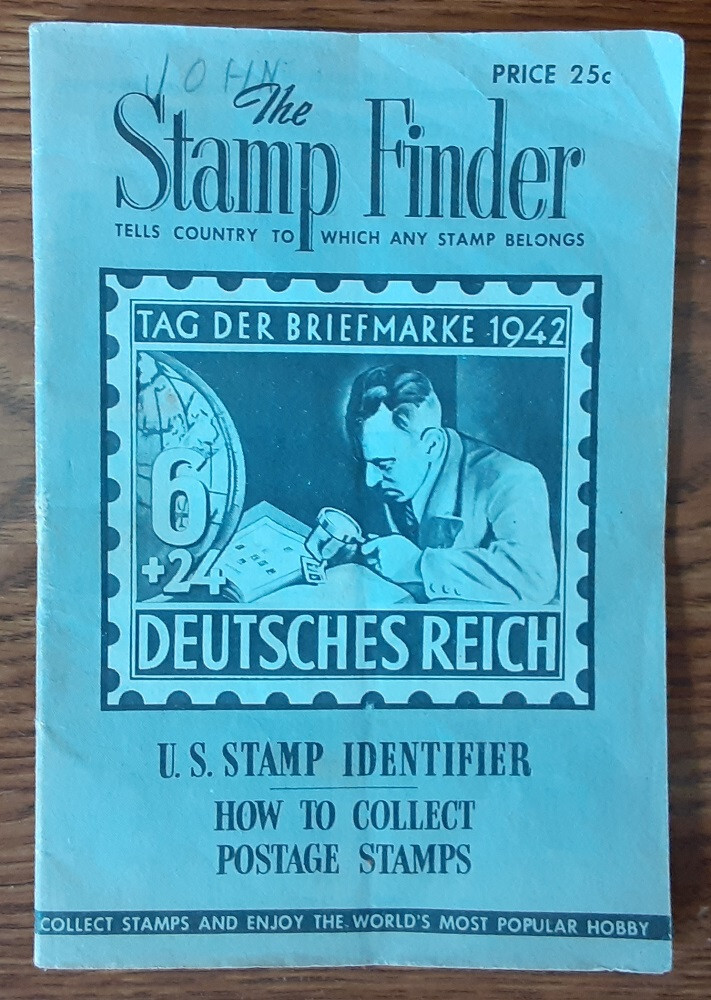 JOHN
PRICE 25c
The
Stamp Finder
TELLS COUNTRY TO WHICH ANY STAMP BELONGS
TAG DER BRIEFMARKE 1942
6
+24
DEUTSCHES REICH
U. S. STAMP IDENTIFIER
HOW TO COLLECT
POSTAGE STAMPS
COLLECT STAMPS AND ENJOY THE WORLD'S MOST POPULAR HOBBY